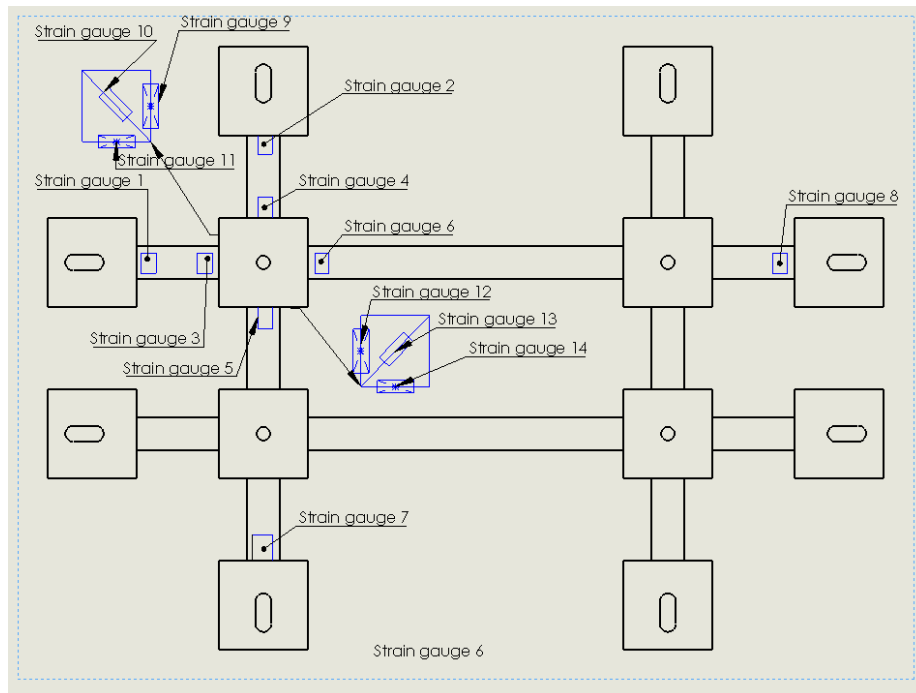 Strain gauge 9
Strain gauge 10
Strain gauge 2
Strain gauge 11
Strain gauge 1
Strain gauge 4
Strain gauge 8
Strain gauge 6
Strain gauge 12
Strain gauge 13
Strain gauge 3
Strain gauge 14
Strain gauge 5
Strain gauge 7
Strain gauge 6